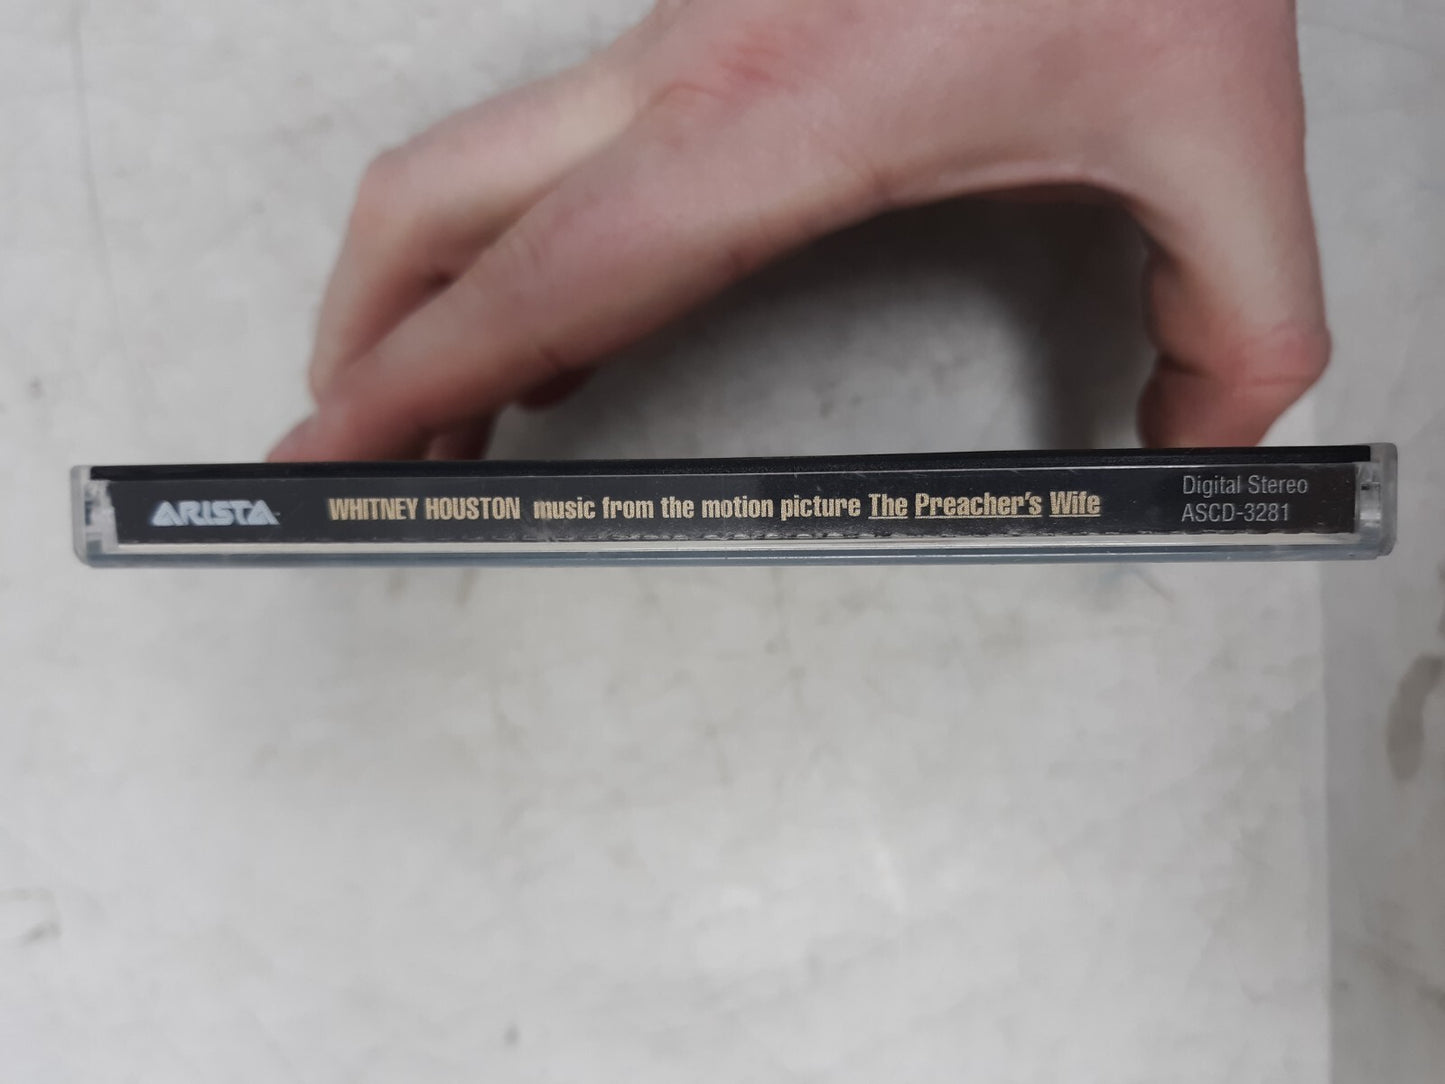 ARISTA
WHITNEY HOUSTON music from the motion picture The Preacher's Wife
Digital Stereo
ASCD-3281